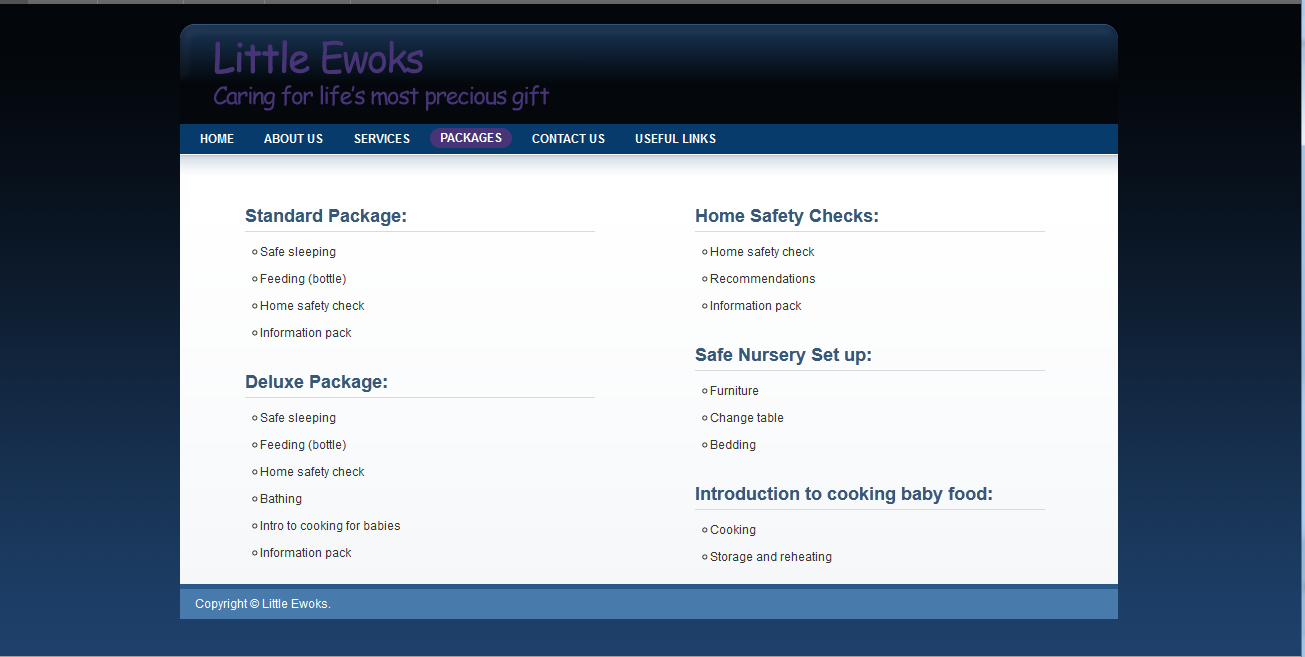 Little Ewoks
Caring for life's most precious gift
HOME ABOUT US SERVICES PACKAGES CONTACT US USEFUL LINKS
Standard Package:
Safe sleeping
Feeding (bottle)
Home safety check
Information pack
Deluxe Package:
Safe sleeping
Feeding (bottle)
Home safety check
Bathing
Intro to cooking for babies
Information pack
Home Safety Checks:
Home safety check
Recommendations
Information pack
Safe Nursery Set up:
Furniture
Change table
Bedding
Introduction to cooking baby food:
Cooking
Storage and reheating
Copyright © Little Ewoks.